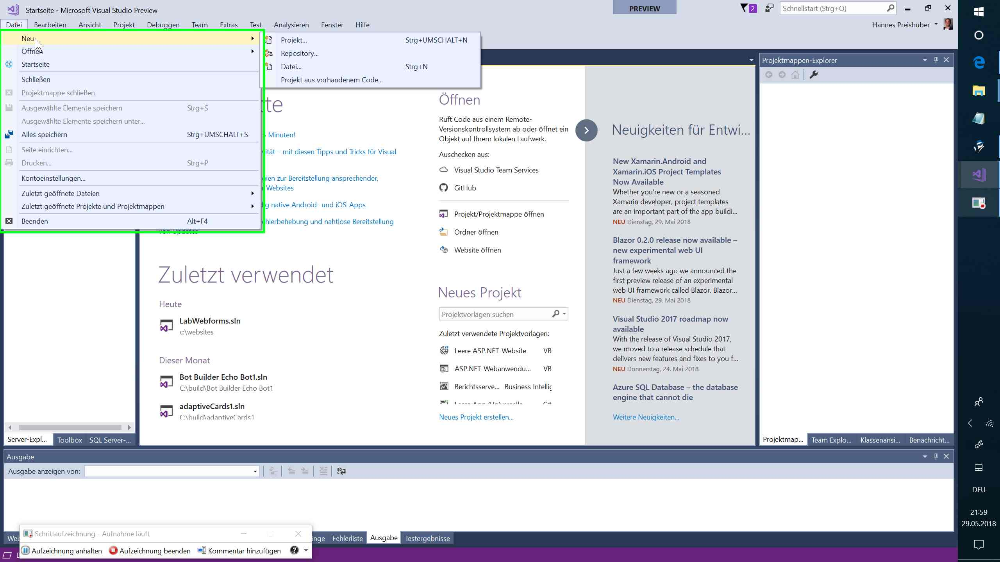 Startseite - Microsoft Visual Studio Preview
PREVIEW
2
Schnellstart (Strg+Q)
Datei Bearbeiten Ansicht Projekt Debuggen Team Extras Test Analysieren Fenster Hilfe
Hannes Preishuber
Neu
Öffnen
Startseite
Schließen
Projektmappe schließen
Ausgewählte Elemente speichern Strg+S
Ausgewählte Elemente speichern unter...
Alles speichern Strg+UMSCHALT+S
Seite einrichten...
Drucken... Strg+P
Kontoeinstellungen...
Zuletzt geöffnete Dateien
Zuletzt geöffnete Projekte und Projektmappen
Beenden Alt+F4
Projekt... Strg+UMSCHALT+N
Repository...
Datei... Strg+N
Projekt aus vorhandenem Code...
te
Minuten!
ität – mit diesen Tipps und Tricks für Visual
ien zur Bereitstellung ansprechender,
Websites
ig native Android- und iOS-Apps
hlerbehebung und nahtlose Bereitstellung
von Updates
Zuletzt verwendet
Heute
LabWebforms.sln
c:\websites
Dieser Monat
Bot Builder Echo Bot1.sln
C:\build\Bot Builder Echo Bot1
adaptiveCards1.sln
C:\build\adaptiveCards1
Öffnen
Ruft Code aus einem Remote-
Versionskontrollsystem ab oder öffnet ein
Objekt auf Ihrem lokalen Laufwerk.
Auschecken aus:
Visual Studio Team Services
GitHub
Projekt/Projektmappe öffnen
Ordner öffnen
Website öffnen
Neues Projekt
Projektvorlagen suchen
Zuletzt verwendete Projektvorlagen:
Leere ASP.NET-Website VB
ASP.NET-Webanwendu... VB
Berichtsserve... Business Intellig
Leere App (Universelle C#
Neues Projekt erstellen...
Neuigkeiten für Entwi...
New Xamarin.Android and
Xamarin.iOS Project Templates
Now Available
Whether you're new or a seasoned
Xamarin developer, project templates
are an important part of the app buildi...
NEU Dienstag, 29. Mai 2018
Blazor 0.2.0 release now available –
new experimental web UI
framework
Just a few weeks ago we announced the
first preview release of an experimental
web UI framework called Blazor. Blazor...
NEU Dienstag, 29. Mai 2018
Visual Studio 2017 roadmap now
available
With the release of Visual Studio 2017,
we moved to a release schedule that
delivers new features and fixes to you f...
NEU Donnerstag, 24. Mai 2018
Azure SQL Database – the database
engine that cannot die
Weitere Neuigkeiten...
Projektmappen-Explorer
Server-Expl... Toolbox SQL Server-...
Projektmap... Team Explo... Klassenansi... Benachricht...
Ausgabe
Ausgabe anzeigen von:
Web
änge Fehlerliste Ausgabe Testergebnisse
Schrittaufzeichnung - Aufnahme läuft
Aufzeichnung anhalten Aufzeichnung beenden Kommentar hinzufügen
DEU
21:59
29.05.2018